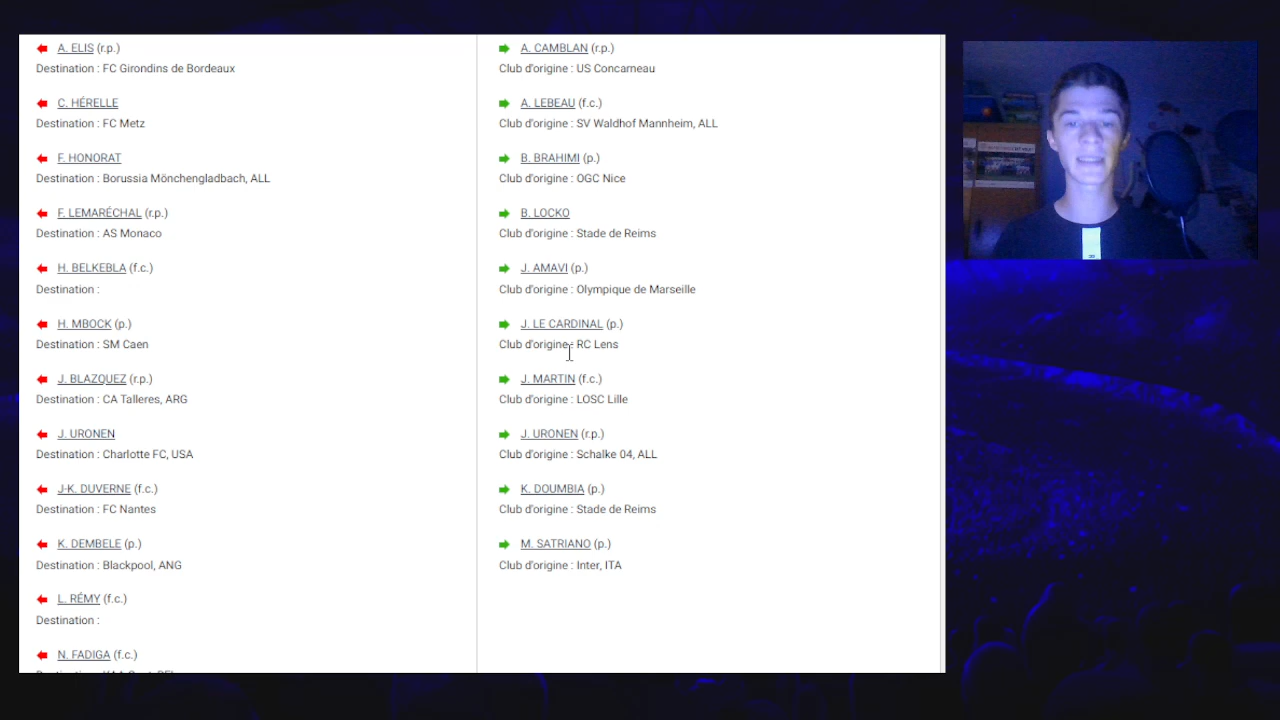 A. ELIS (r.p.)
Destination : FC Girondins de Bordeaux
C. HÉRELLE
Destination : FC Metz
F. HONORAT
Destination : Borussia Mönchengladbach, ALL
F. LEMARÉCHAL (r.p.)
Destination : AS Monaco
H. BELKEBLA (f.c.)
Destination :
H. MBOCK (p.)
Destination : SM Caen
J. BLAZQUEZ (r.p.)
Destination : CA Talleres, ARG
J. URONEN
Destination : Charlotte FC, USA
J-K. DUVERNE (f.c.)
Destination : FC Nantes
K. DEMBELE (p.)
Destination : Blackpool, ANG
L. RÉMY (f.c.)
Destination :
N. FADIGA (f.c.)
A. CAMBLAN (r.p.)
Club d'origine : US Concarneau
A. LEBEAU (f.c.)
Club d'origine : SV Waldhof Mannheim, ALL
B. BRAHIMI (p.)
Club d'origine : OGC Nice
B. LOCKO
Club d'origine : Stade de Reims
J. AMAVI (p.)
Club d'origine : Olympique de Marseille
J. LE CARDINAL (p.)
Club d'origine : RC Lens
J. MARTIN (f.c.)
Club d'origine : LOSC Lille
J. URONEN (r.p.)
Club d'origine : Schalke 04, ALL
K. DOUMBIA (p.)
Club d'origine : Stade de Reims
M. SATRIANO (p.)
Club d'origine : Inter, ITA